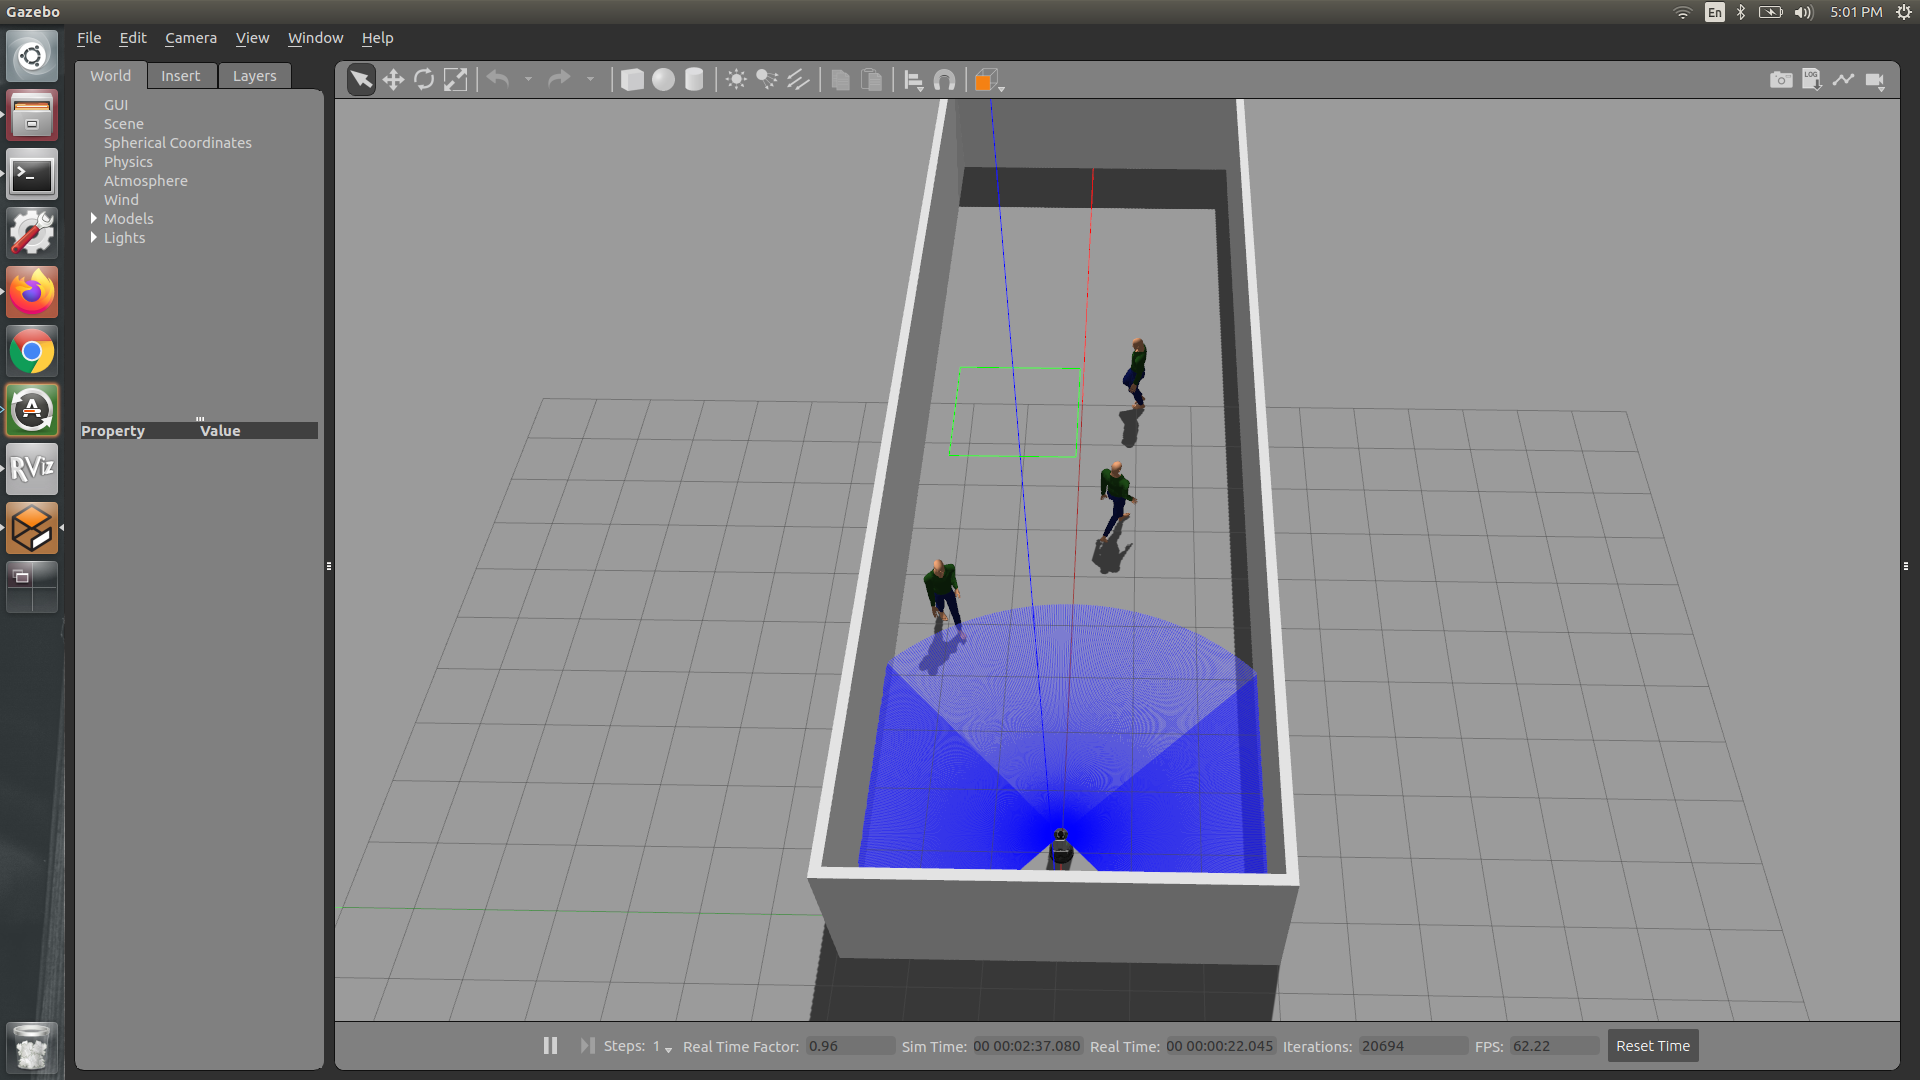 Gazebo
En
5:01 PM
File Edit Camera View Window Help
World Insert Layers
LOG
GUI
Scene
Spherical Coordinates
Physics
Atmosphere
Wind
Models
Lights
Property Value
>_
A
RViz
Steps: 1 Real Time Factor: 0.96 Sim Time: 00 00:02:37.080 Real Time: 00 00:00:22.045 Iterations: 20694 FPS: 62.22 Reset Time